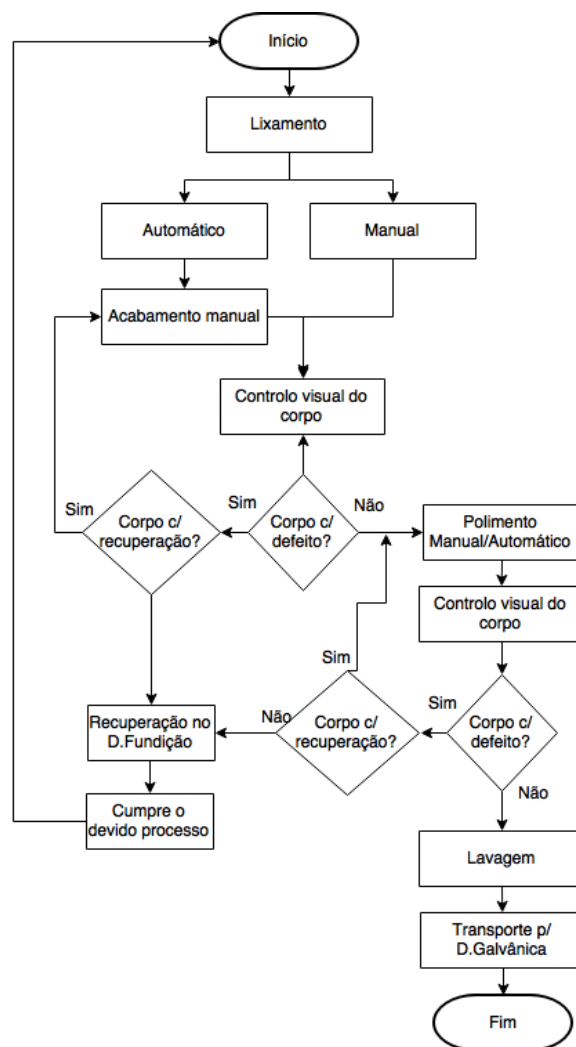 Início
Lixamento
Automático
Manual
Acabamento manual
Controlo visual do
corpo
Sim
Corpo c/
recuperação?
Sim
Corpo c/
defeito?
Não
Polimento
Manual/Automático
Controlo visual do
corpo
Sim
Recuperação no
D.Fundição
Não
Corpo c/
recuperação?
Sim
Corpo c/
defeito?
Não
Cumpre o
devido processo
Lavagem
Transporte p/
D.Galvânica
Fim